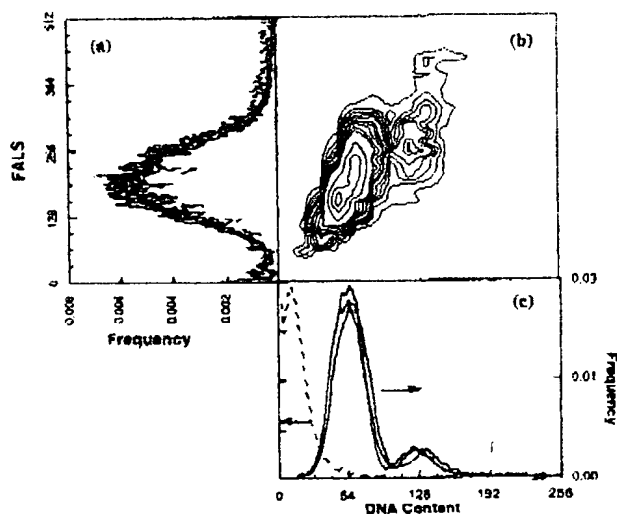 (a)
(b)
(c)
FALS
512
384
256
128
0
0.008 0.006 0.004 0.002
Frequency
0.01
0.00
Frequency
0 64 128 192 256
DNA Content